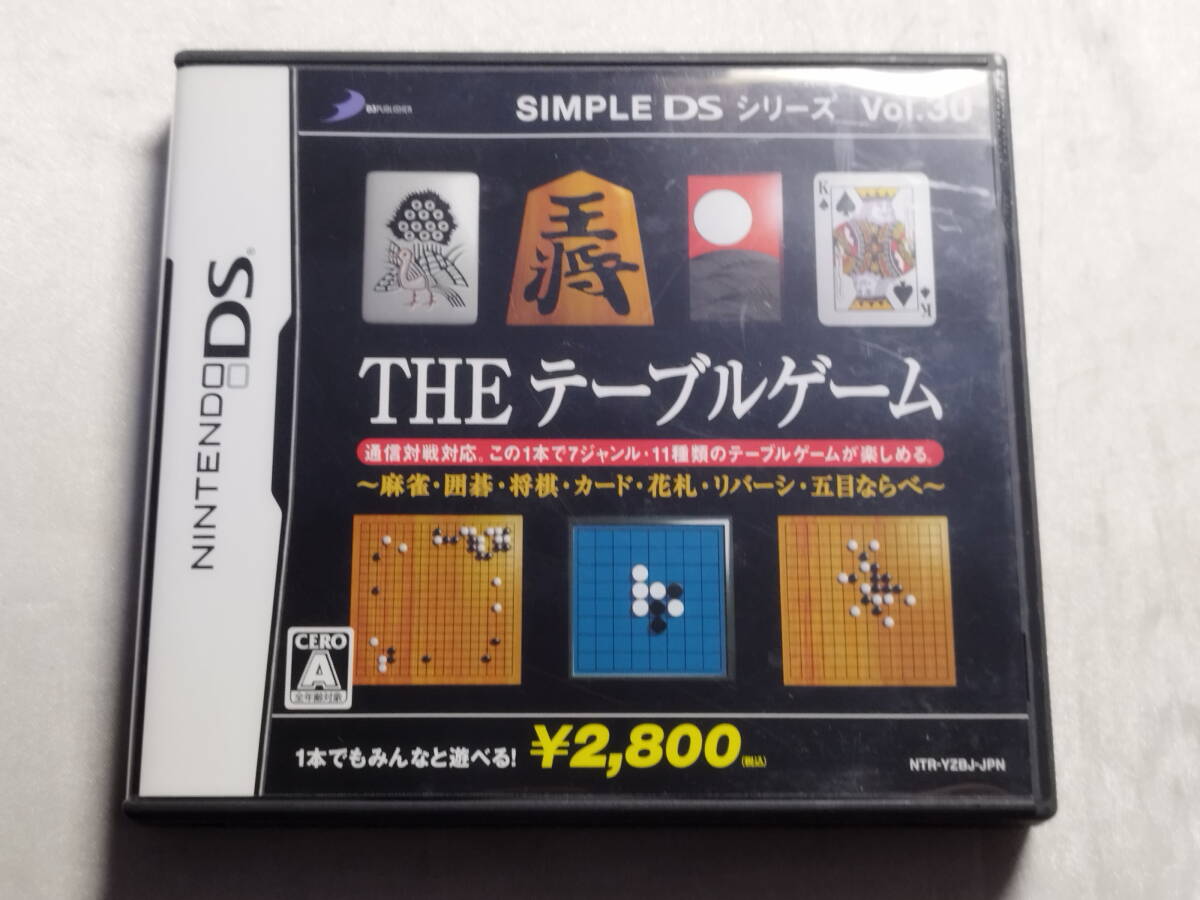 D3PUBLISHER
SIMPLE DS シリーズ Vol.30
王将
K
K
THE テーブルゲーム
通信対戦対応。この1本で7ジャンル・11種類のテーブルゲームが楽しめる。
～麻雀・囲碁・将棋・カード・花札・リバーシ・五目ならべ～
NINTENDO DS®
CERO
A
全年齢対象
1本でもみんなと遊べる! ¥2,800 (税込)
NTR-YZBJ-JPN